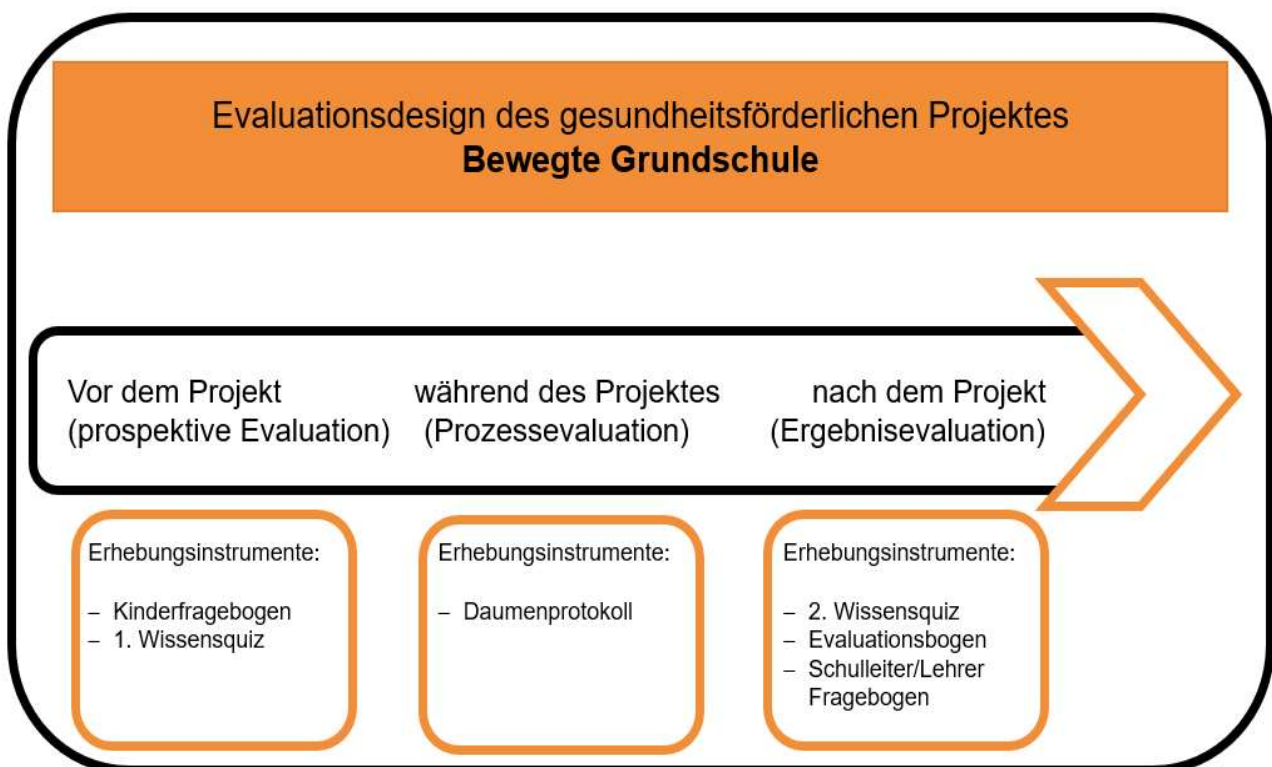 Evaluationsdesign des gesundheitsförderlichen Projektes
Bewegte Grundschule
Vor dem Projekt
(prospektive Evaluation)
während des Projektes
(Prozessevaluation)
nach dem Projekt
(Ergebnisevaluation)
Erhebungsinstrumente:
– Kinderfragebogen
– 1. Wissensquiz
Erhebungsinstrumente:
– Daumenprotokoll
Erhebungsinstrumente:
– 2. Wissensquiz
– Evaluationsbogen
– Schulleiter/Lehrer
Fragebogen